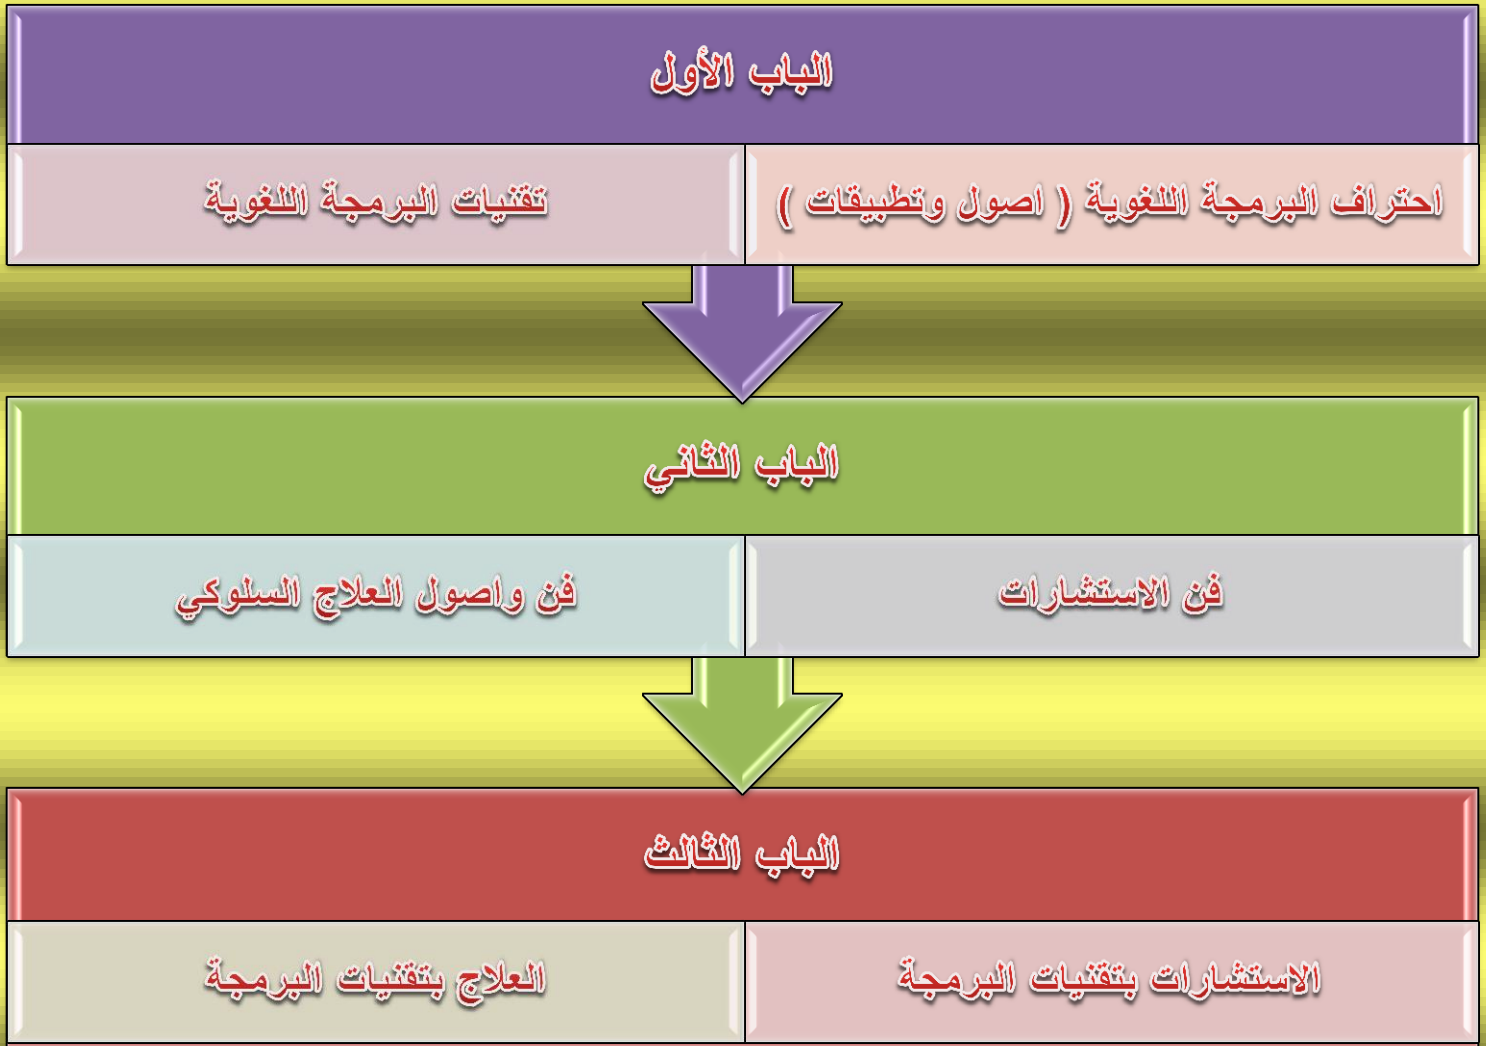 الباب الأول
احتراف البرمجة اللغوية ( اصول وتطبيقات )
تقنيات البرمجة اللغوية
الباب الثاني
فن الاستشارات
فن واصول العلاج السلوكي
الباب الثالث
الاستشارات بتقنيات البرمجة
العلاج بتقنيات البرمجة